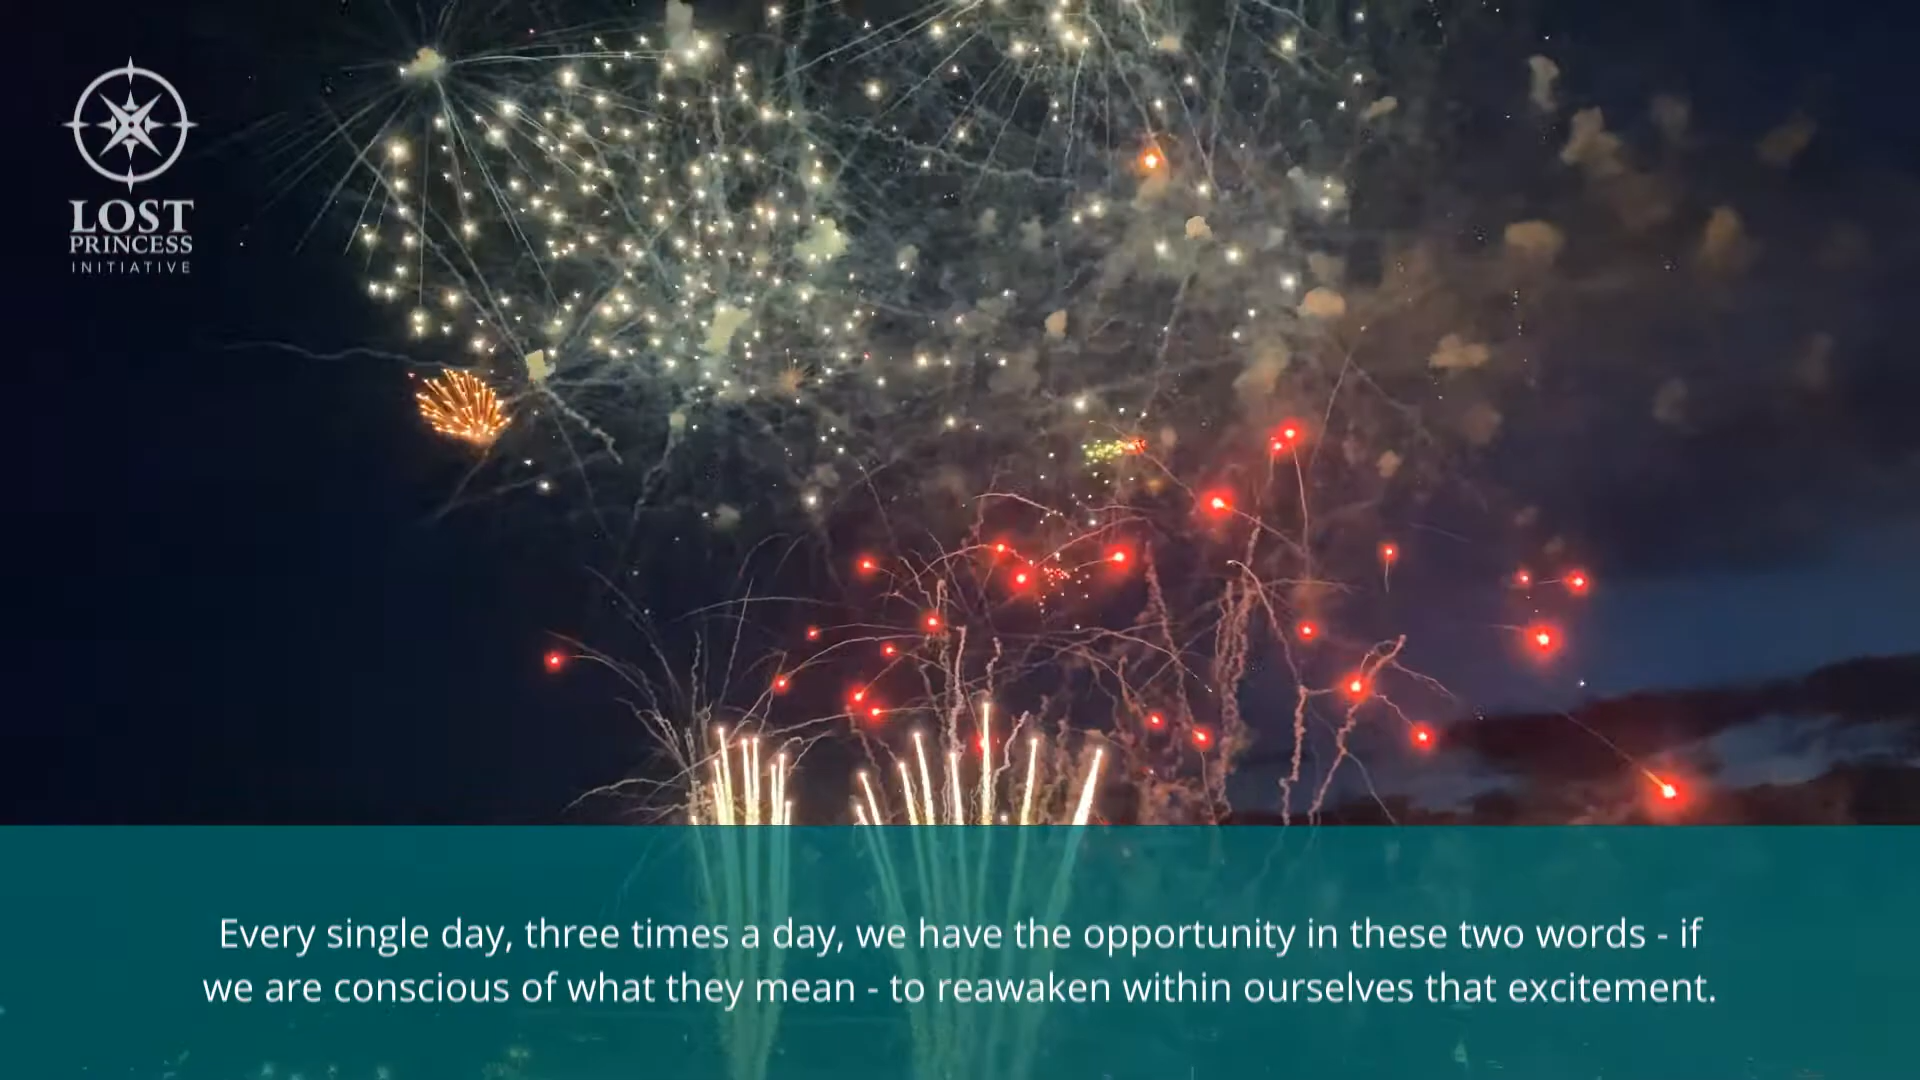 LOST
PRINCESS
INITIATIVE
Every single day, three times a day, we have the opportunity in these two words - if
we are conscious of what they mean - to reawaken within ourselves that excitement.